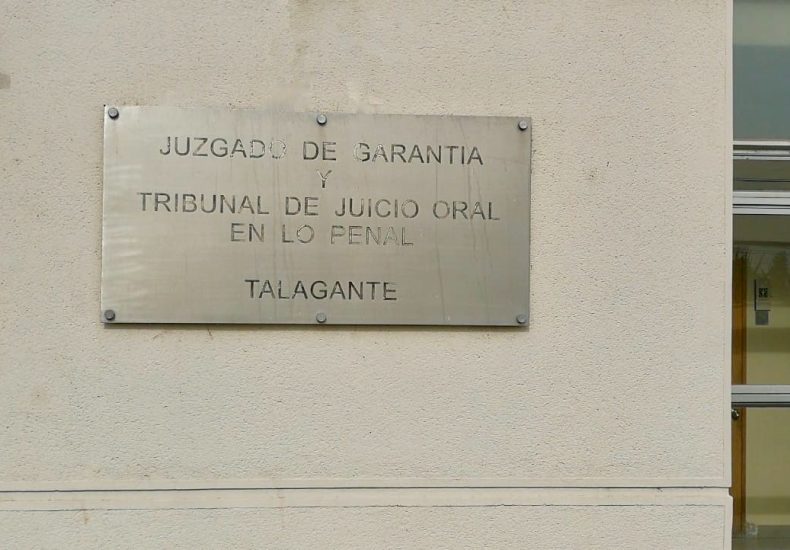 JUZGADO DE GARANTIA
Y
TRIBUNAL DE JUICIO ORAL
EN LO PENAL
TALAGANTE